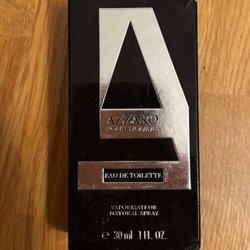 AZZARO
POUR HOMME
EAU DE TOILETTE
VAPORISATEUR
NATURAL SPRAY
℮ 30 ml 1 FL. OZ.